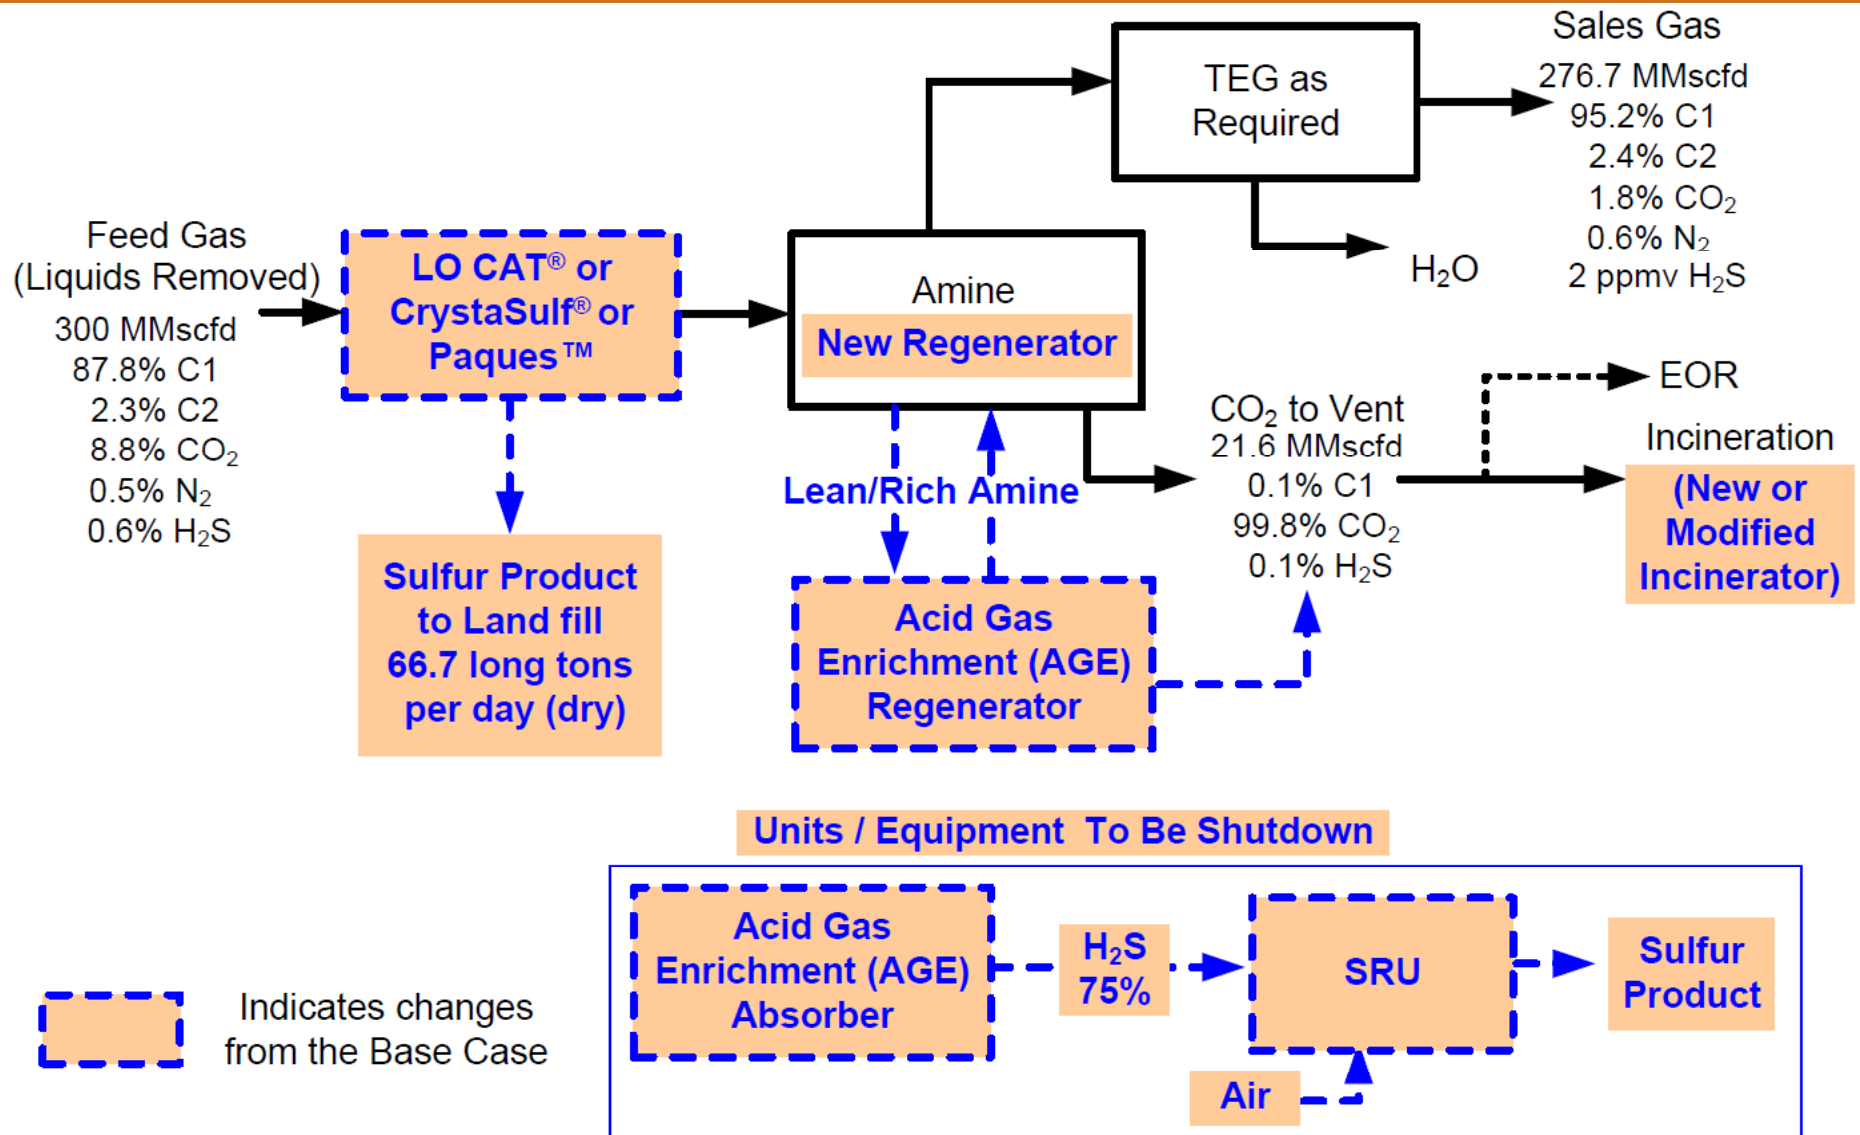 Feed Gas
(Liquids Removed)
300 MMscfd
87.8% C1
2.3% C2
8.8% CO₂
0.5% N₂
0.6% H₂S
LO CAT® or
CrystaSulf® or
Paques™
Sulfur Product
to Land fill
66.7 long tons
per day (dry)
Amine
New Regenerator
Lean/Rich Amine
Acid Gas
Enrichment (AGE)
Regenerator
TEG as
Required
H₂O
Sales Gas
276.7 MMscfd
95.2% C1
2.4% C2
1.8% CO₂
0.6% N₂
2 ppmv H₂S
CO₂ to Vent
21.6 MMscfd
0.1% C1
99.8% CO₂
0.1% H₂S
EOR
Incineration
(New or
Modified
Incinerator)
Units / Equipment To Be Shutdown
Acid Gas
Enrichment (AGE)
Absorber
H₂S
75%
SRU
Air
Sulfur
Product
Indicates changes
from the Base Case